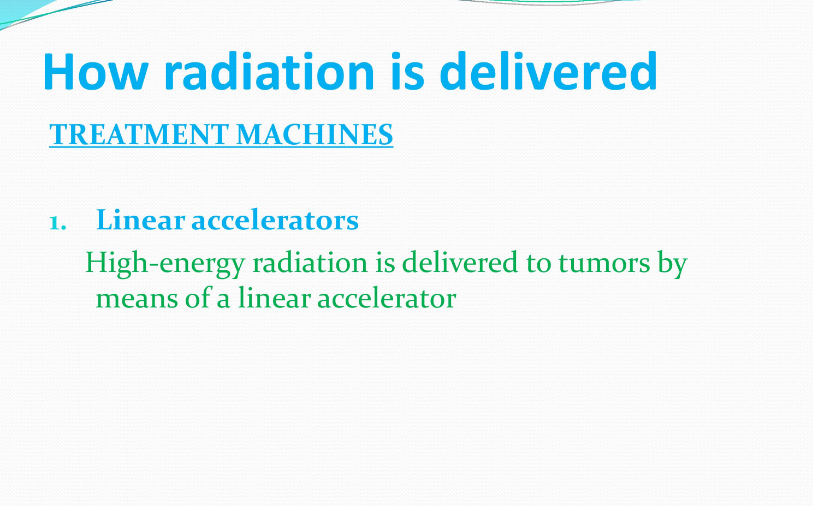 How radiation is delivered
TREATMENT MACHINES
1. Linear accelerators
High-energy radiation is delivered to tumors by
means of a linear accelerator